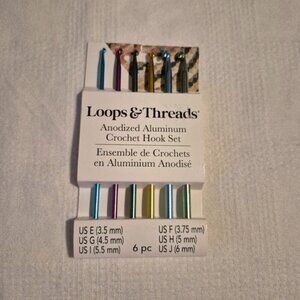 Loops & Threads®
Anodized Aluminum
Crochet Hook Set
Ensemble de Crochets
en Aluminium Anodisé
US E (3.5 mm)
US G (4.5 mm)
US I (5.5 mm)
6 pc
US F (3.75 mm)
US H (5 mm)
US J (6 mm)